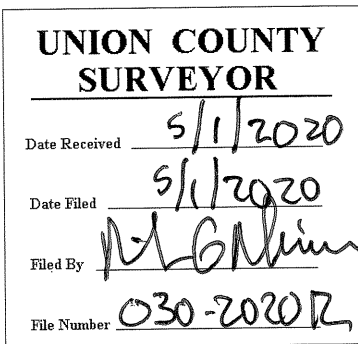 UNION COUNTY
SURVEYOR
Date Received 5/1/2020
Date Filed 5/1/2020
Filed By
File Number 030-2020R